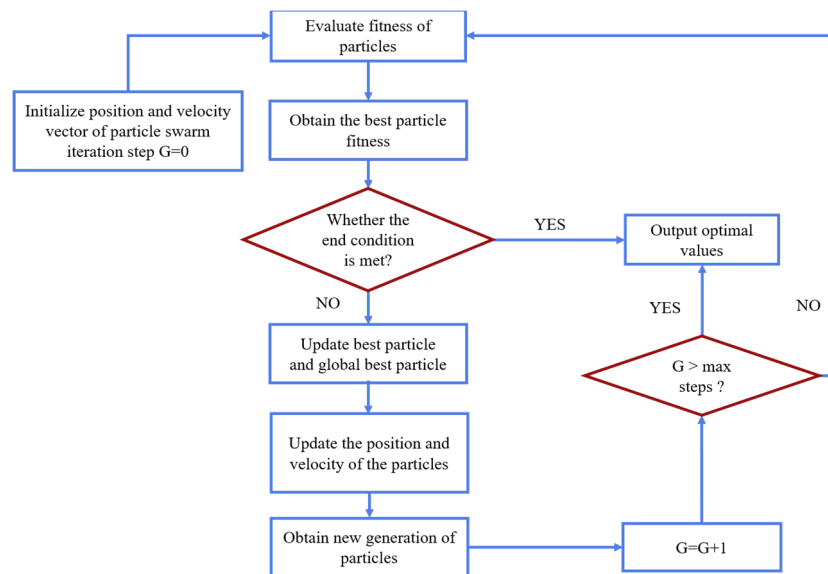 Evaluate fitness of
particles
Initialize position and velocity
vector of particle swarm
iteration step G=0
Obtain the best particle
fitness
Whether the
end condition
is met?
YES
Output optimal
values
NO
YES
NO
Update best particle
and global best particle
G > max
steps ?
Update the position and
velocity of the particles
Obtain new generation of
particles
G=G+1